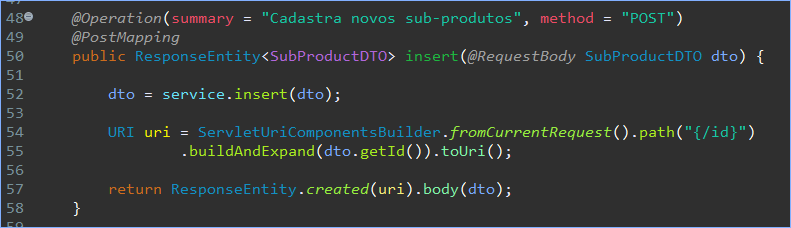 48 @Operation(summary = "Cadastra novos sub-produtos", method = "POST")
49 @PostMapping
50 public ResponseEntity<SubProductDTO> insert(@RequestBody SubProductDTO dto) {
51
52 dto = service.insert(dto);
53
54 URI uri = ServletUriComponentsBuilder.fromCurrentRequest().path("{/id}")
55 .buildAndExpand(dto.getId()).toUri();
56
57 return ResponseEntity.created(uri).body(dto);
58 }